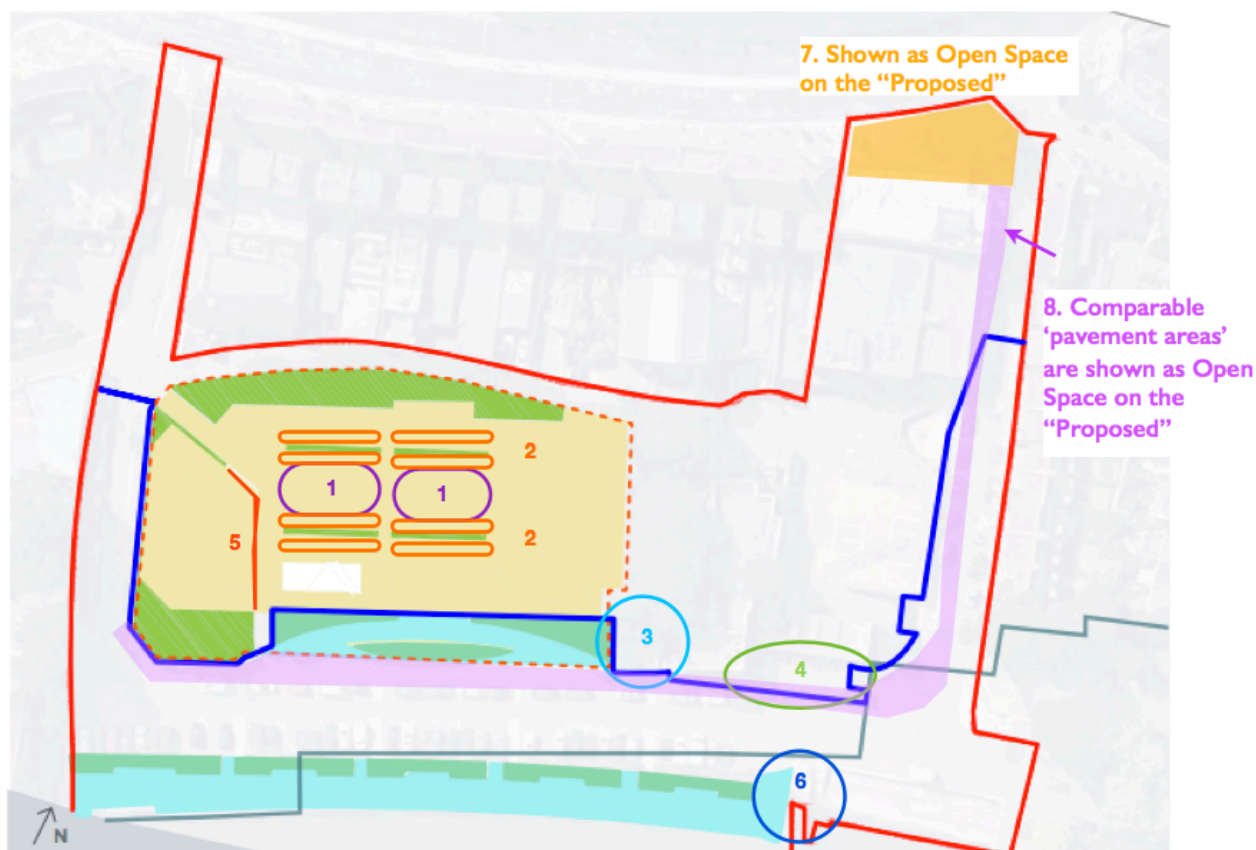 7. Shown as Open Space
on the “Proposed”
8. Comparable
‘pavement areas’
are shown as Open
Space on the
“Proposed”
2
1
1
5
2
3
4
6
N